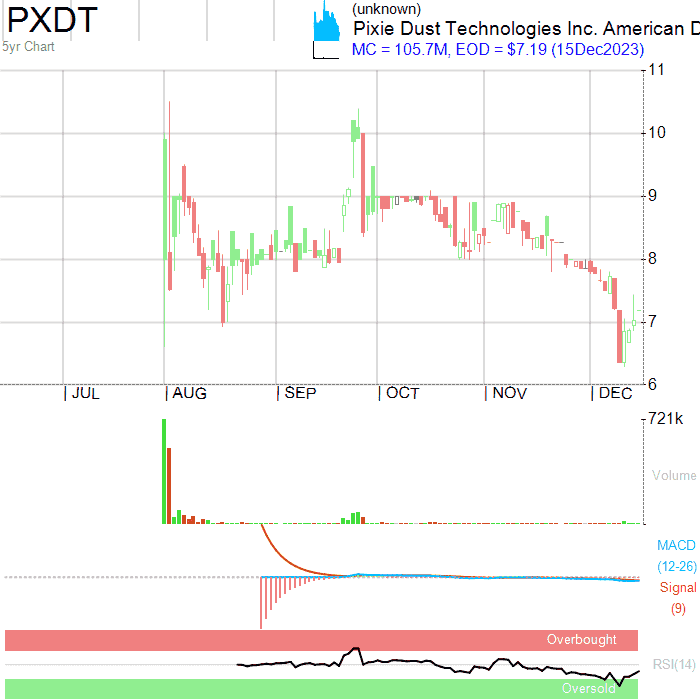 PXDT
5yr Chart
(unknown)
Pixie Dust Technologies Inc. American D
MC = 105.7M, EOD = $7.19 (15Dec2023)
11
10
9
8
7
6
JUL AUG SEP OCT NOV DEC
721k
Volume
MACD
(12-26)
Signal
(9)
Overbought
RSI(14)
Oversold